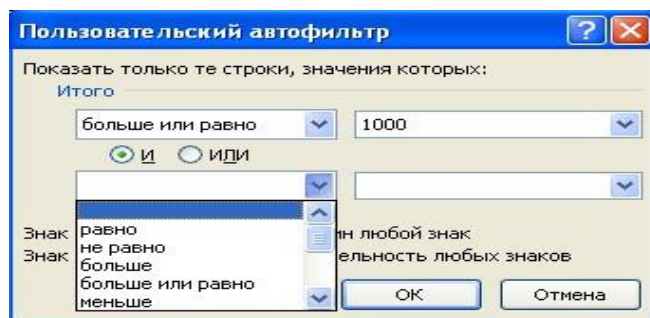 Пользовательский автофильтр
Показать только те строки, значения которых:
Итого
больше или равно 1000
И ИЛИ
равно
не равно
больше
больше или равно
меньше
Знак ин любой знак
Знак ельность любых знаков
ОК Отмена